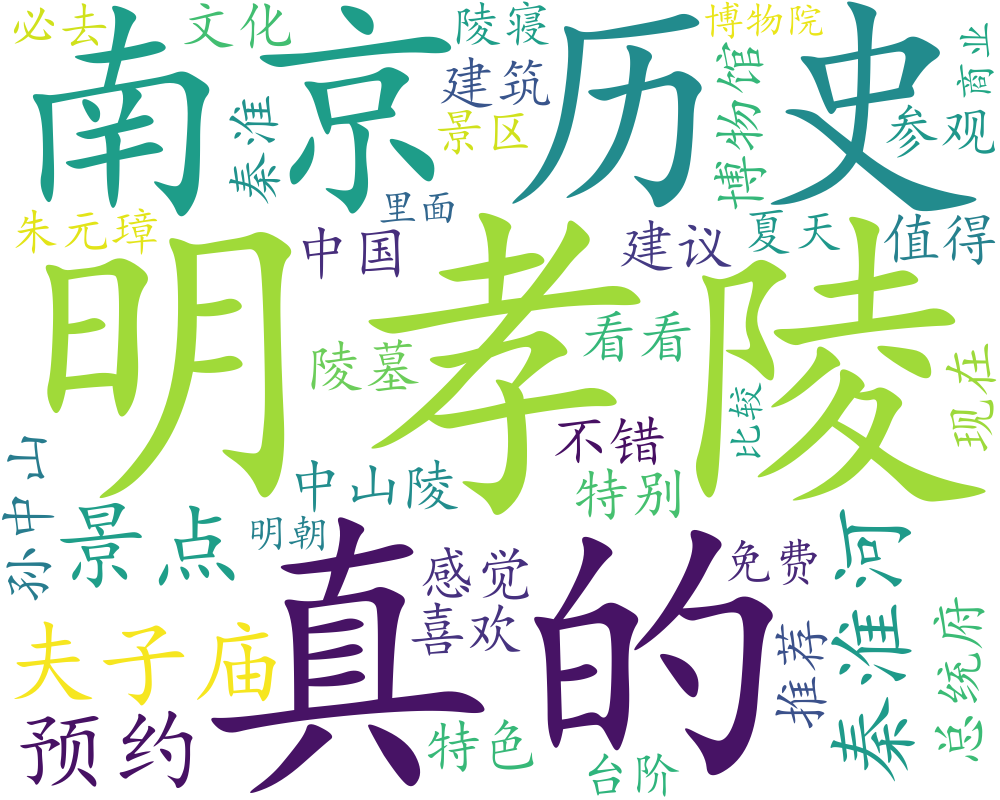 必去
文化
陵寝
博物院
南京
历史
建筑
景区
秦淮
博物馆
商业
参观
朱元璋
里面
中国
建议
夏天
值得
明孝陵
陵墓
看看
比较
现在
不错
孙中山
中山陵
特别
景点
明朝
真的
感觉
喜欢
免费
秦淮河
夫子庙
推荐
总统府
预约
特色
台阶